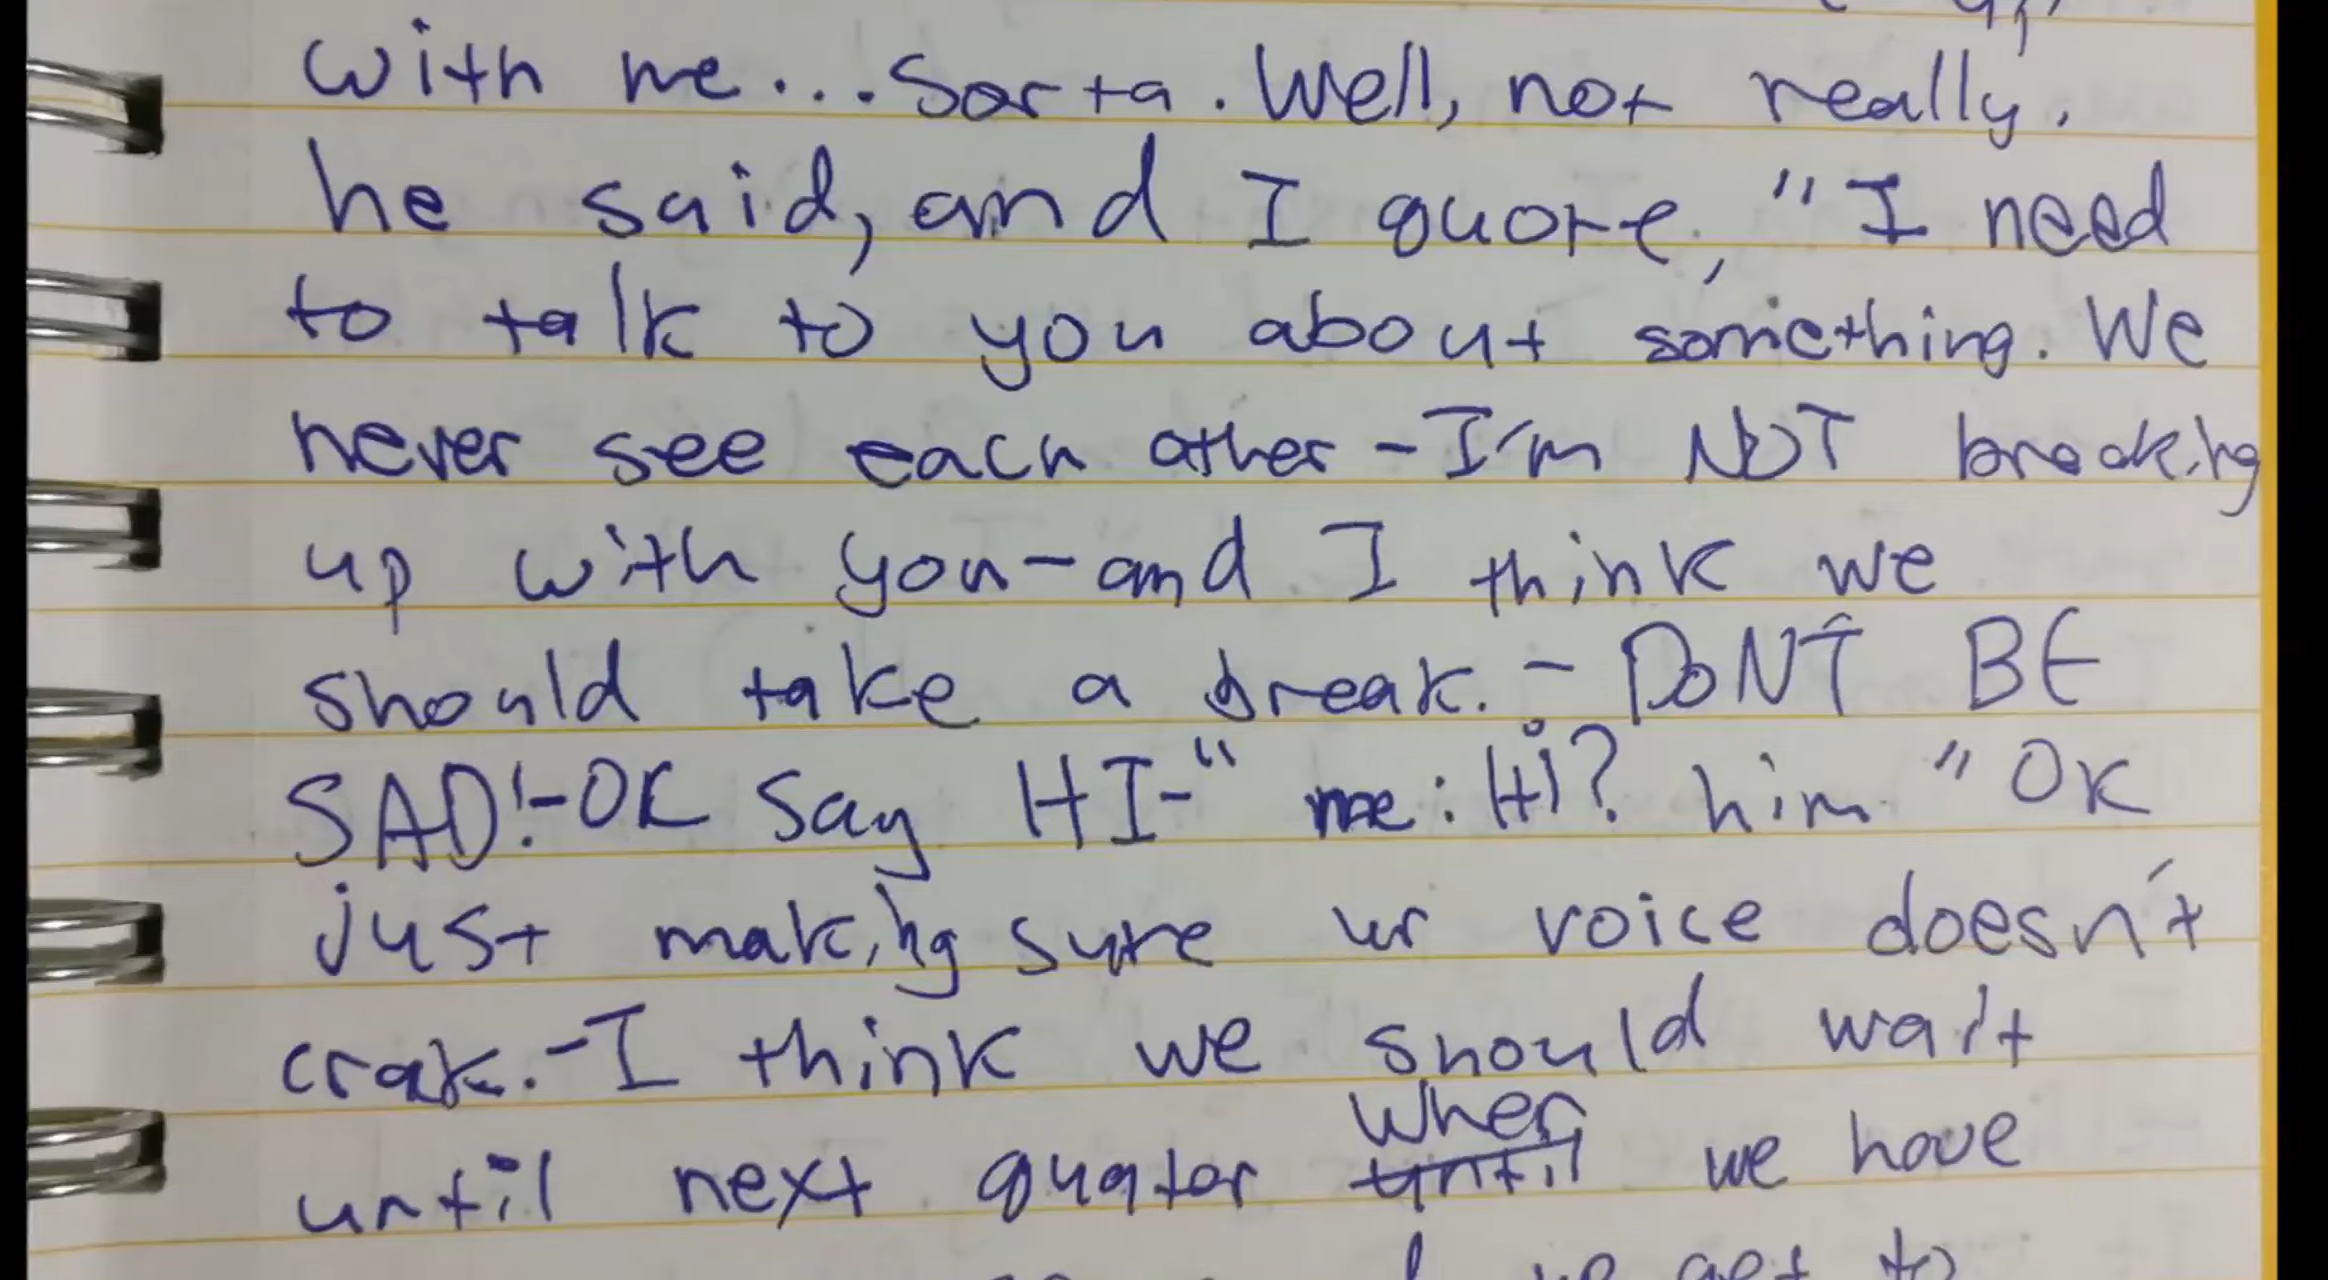 with me... Sorta. Well, not really.
he said, and I quote, "I need
to talk to you about something. We
never see each other - I'm NOT breaking
up with you - and I think we
should take a break. - DON'T BE
SAD! - OK say HI -" me: Hi? him "OK
just making sure ur voice doesn't
crak. - I think we should wait
when
until next quator until we have
we get to